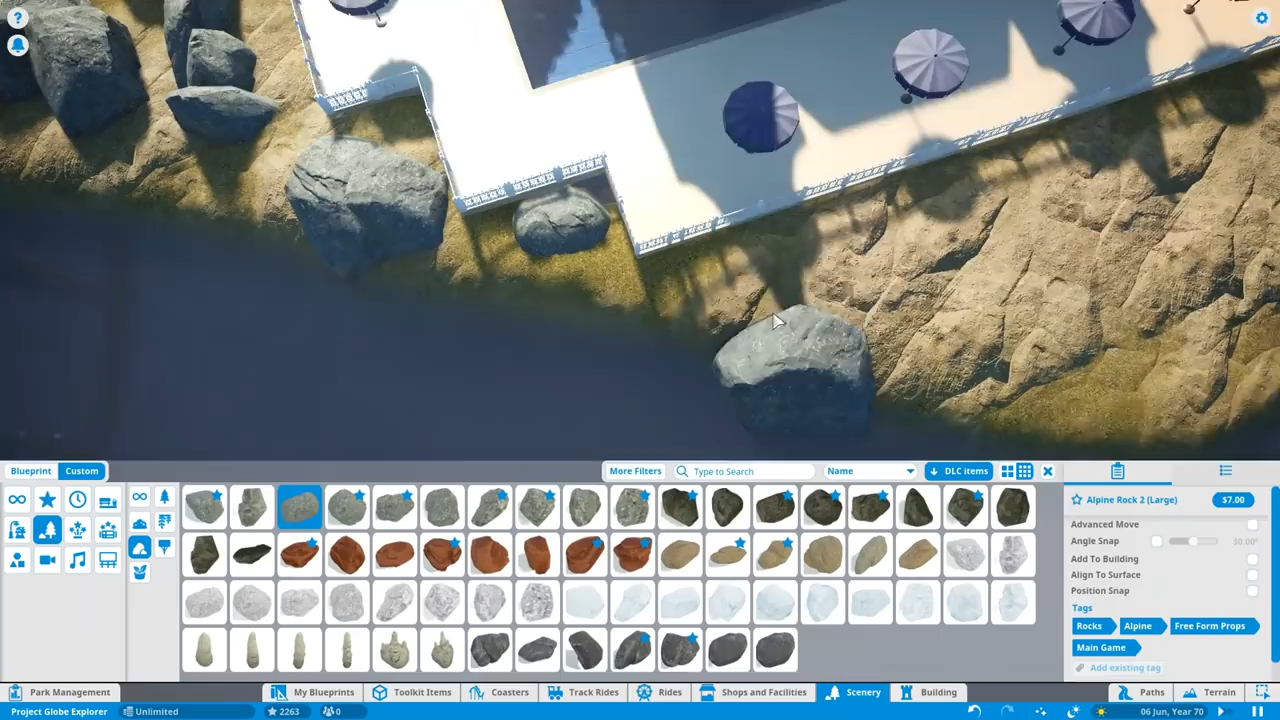 ?
Blueprint
Custom
More Filters
Type to Search
Name
DLC items
Alpine Rock 2 (Large)
$7.00
Advanced Move
Angle Snap
30.00°
Add To Building
Align To Surface
Position Snap
Tags
Rocks
Alpine
Free Form Props
Main Game
Add existing tag
Park Management
My Blueprints
Toolkit Items
Coasters
Track Rides
Rides
Shops and Facilities
Scenery
Building
Paths
Terrain
Project Globe Explorer
Unlimited
2263
0
06 Jun, Year 70